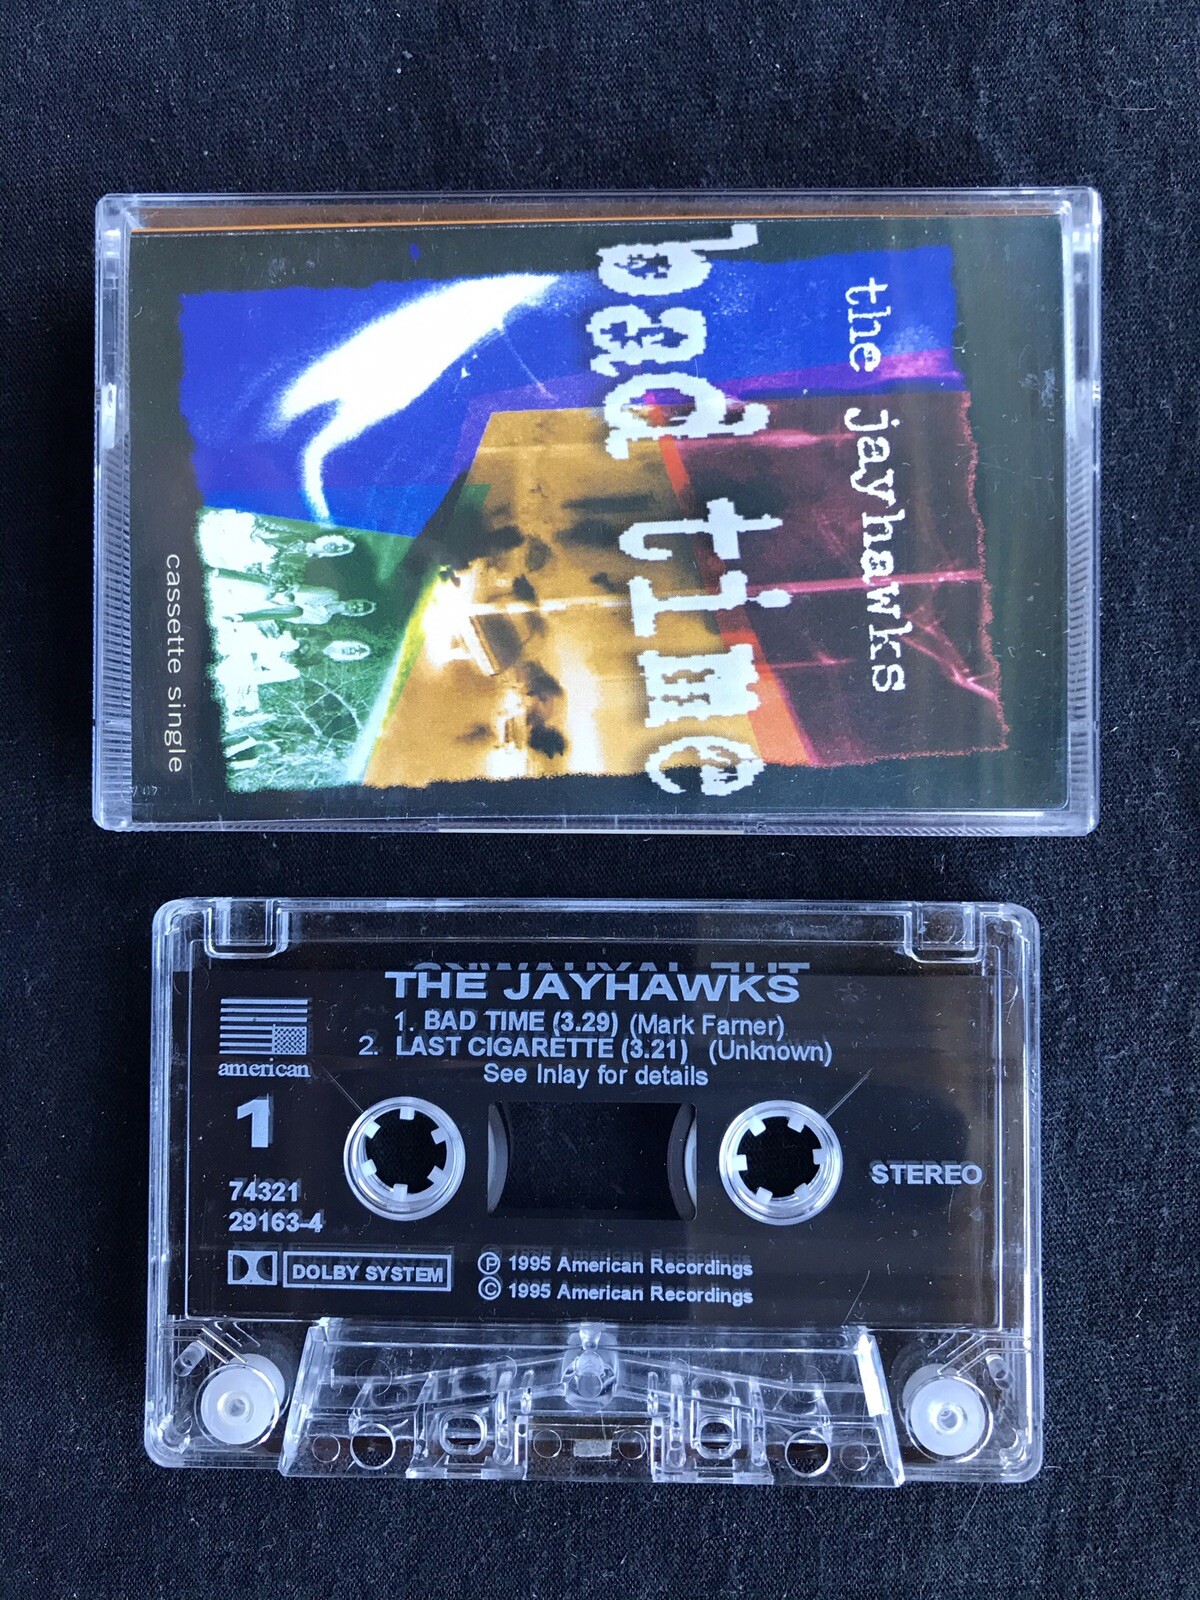 the jayhawks
bad time
cassette single
THE JAYHAWKS
1. BAD TIME (3.29) (Mark Farner)
2. LAST CIGARETTE (3.21) (Unknown)
See Inlay for details
american
1
74321
29163-4
STEREO
DOLBY SYSTEM
Ⓟ 1995 American Recordings
© 1995 American Recordings